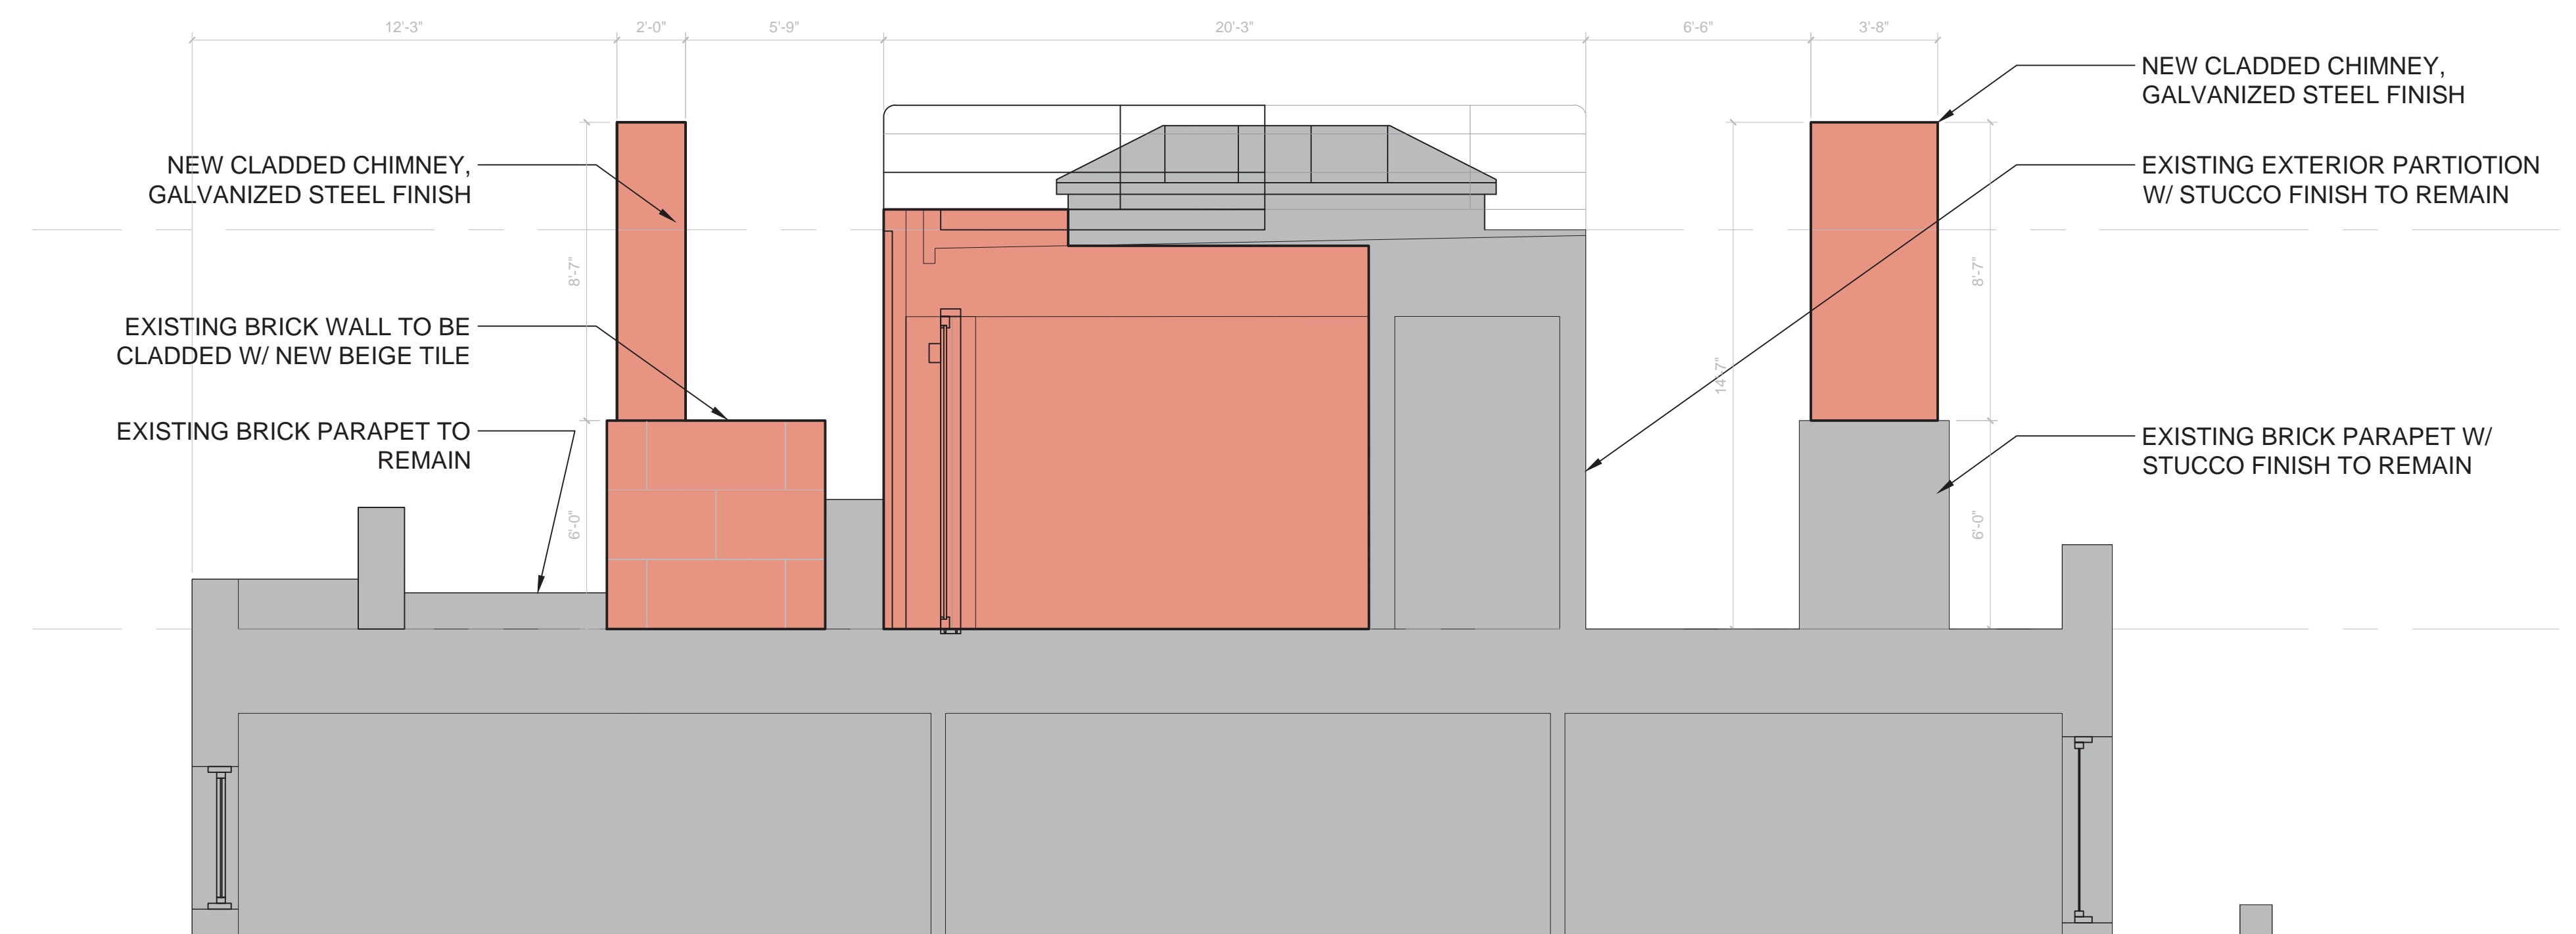 12'-3"
2'-0"
5'-9"
20'-3"
6'-6"
3'-8"
NEW CLADDED CHIMNEY,
GALVANIZED STEEL FINISH
NEW CLADDED CHIMNEY,
GALVANIZED STEEL FINISH
EXISTING EXTERIOR PARTIOTION
W/ STUCCO FINISH TO REMAIN
8'-7"
8'-7"
EXISTING BRICK WALL TO BE
CLADDED W/ NEW BEIGE TILE
14'-7"
EXISTING BRICK PARAPET TO
REMAIN
EXISTING BRICK PARAPET W/
STUCCO FINISH TO REMAIN
6'-0"
6'-0"